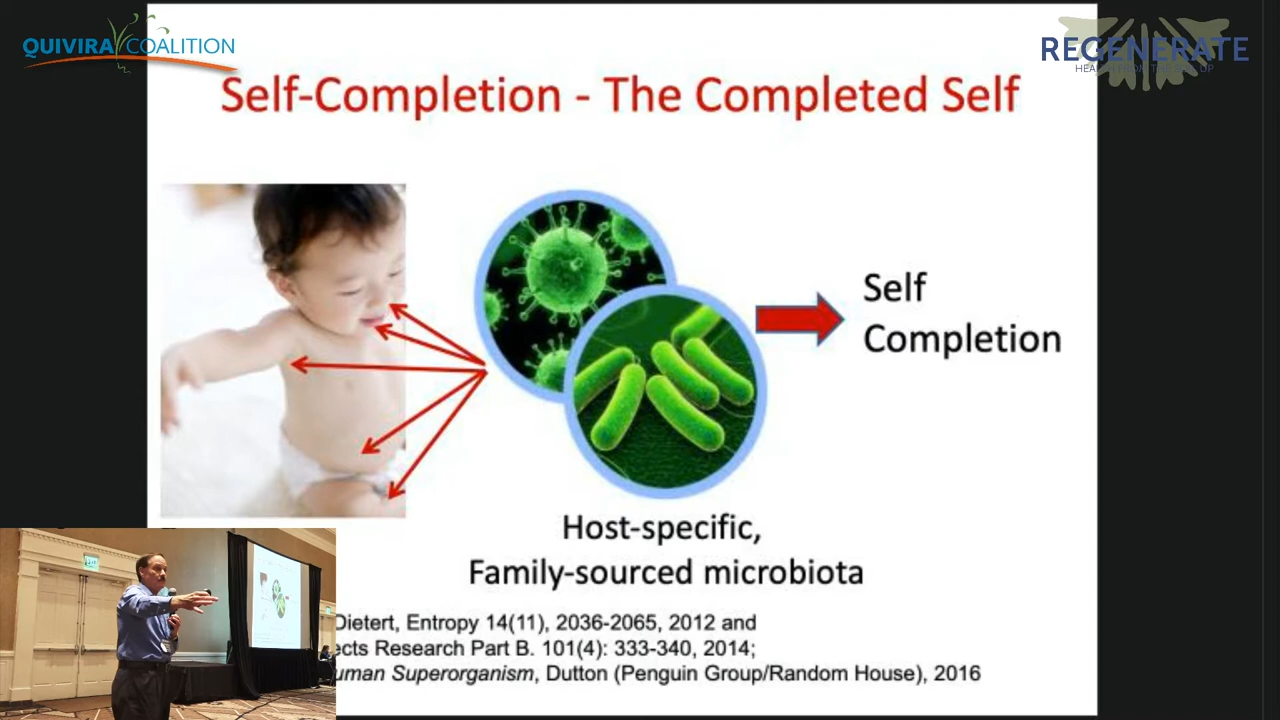 QUIVIRA COALITION
REGENERATE
Self-Completion - The Completed Self
Self
Completion
Host-specific,
Family-sourced microbiota
Dietert, Entropy 14(11), 2036-2065, 2012 and
ects Research Part B. 101(4): 333-340, 2014;
uman Superorganism, Dutton (Penguin Group/Random House), 2016